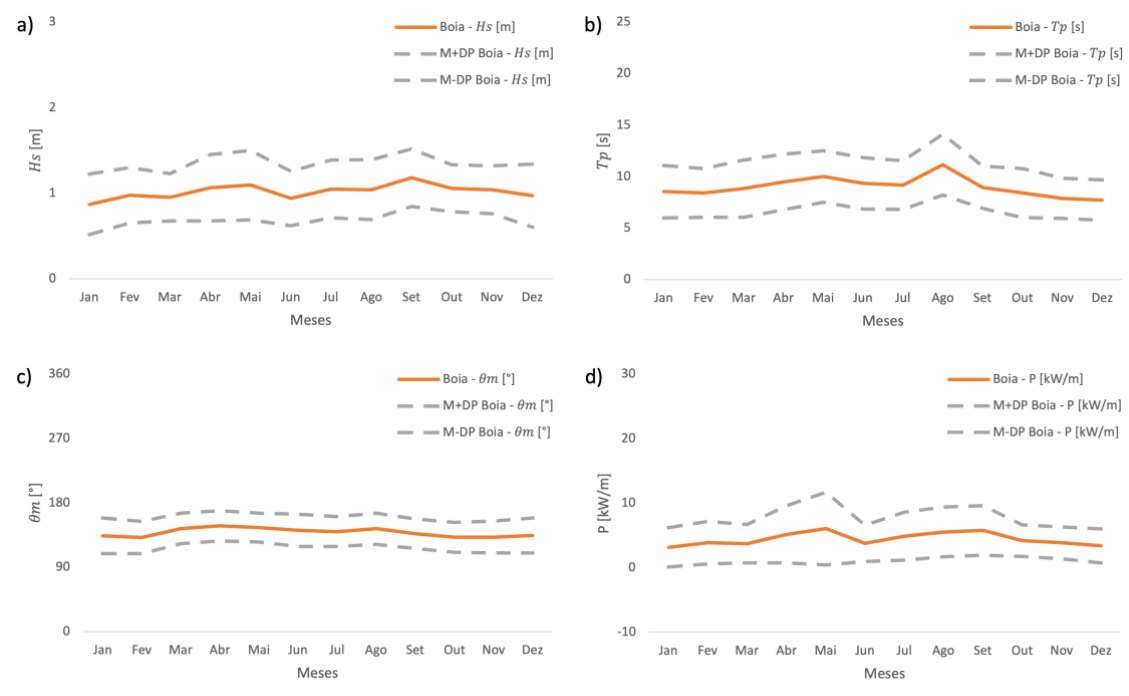 a)
3
2
1
0
Hs [m]
Boia - Hs [m]
M+DP Boia - Hs [m]
M-DP Boia - Hs [m]
Jan Fev Mar Abr Mai Jun Jul Ago Set Out Nov Dez
Meses
b)
25
20
15
10
5
0
Tp [s]
Boia - Tp [s]
M+DP Boia - Tp [s]
M-DP Boia - Tp [s]
Jan Fev Mar Abr Mai Jun Jul Ago Set Out Nov Dez
Meses
c)
360
270
180
90
0
θm [°]
Boia - θm [°]
M+DP Boia - θm [°]
M-DP Boia - θm [°]
Jan Fev Mar Abr Mai Jun Jul Ago Set Out Nov Dez
Meses
d)
30
20
10
0
-10
P [kW/m]
Boia - P [kW/m]
M+DP Boia - P [kW/m]
M-DP Boia - P [kW/m]
Jan Fev Mar Abr Mai Jun Jul Ago Set Out Nov Dez
Meses